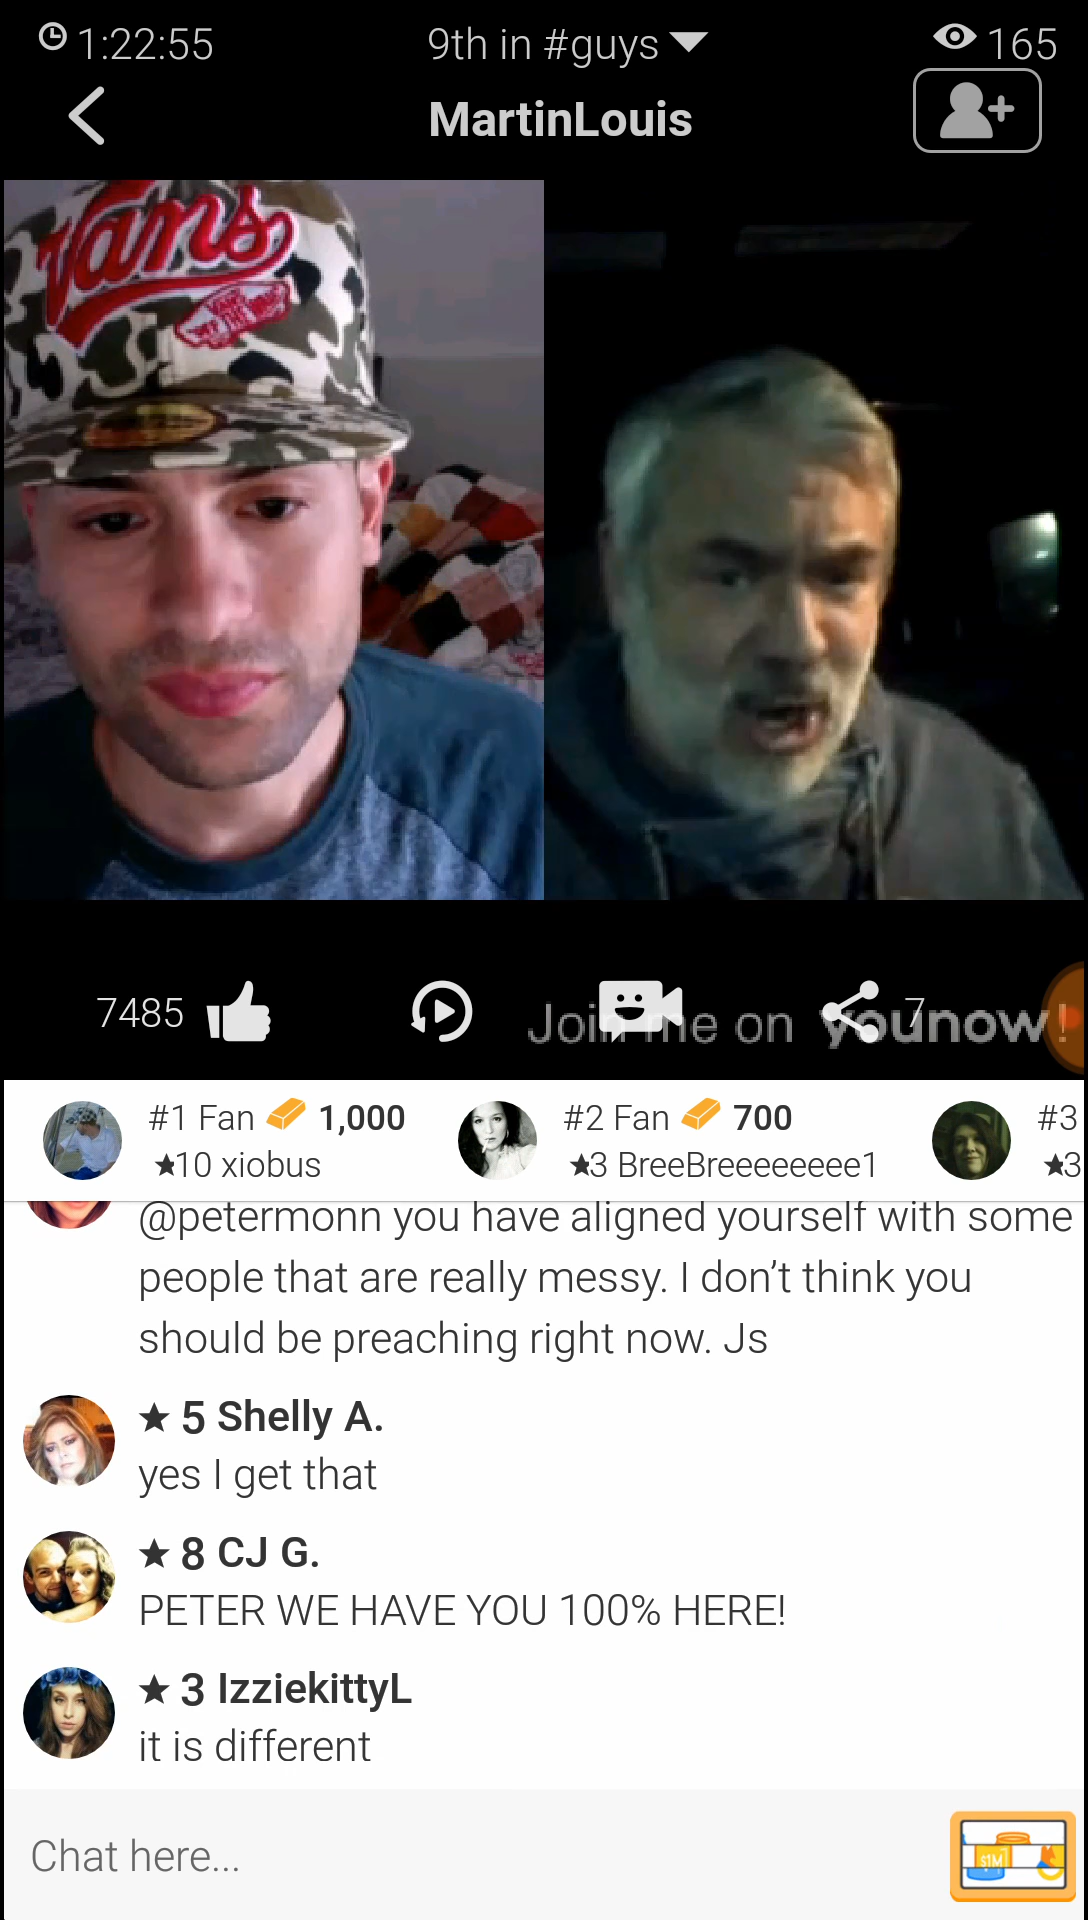 1:22:55 9th in #guys 165
MartinLouis
Vans
7485 7
Join me on younow!
#1 Fan 1,000 #2 Fan 700 #3
★10 xiobus ★3 BreeBreeeeeeee1 ★3
@petermonn you have aligned yourself with some
people that are really messy. I don’t think you
should be preaching right now. Js
★ 5 Shelly A.
yes I get that
★ 8 CJ G.
PETER WE HAVE YOU 100% HERE!
★ 3 IzziekittyL
it is different
Chat here...
$1M